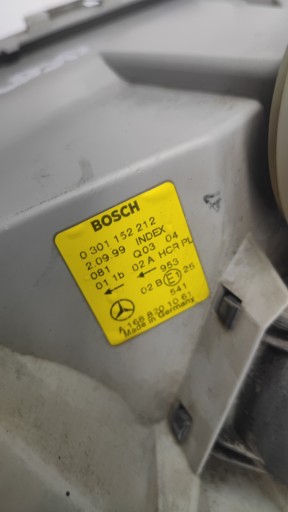 BOSCH
0 301 152 212
2.09.99 INDEX
081 Q03 04
01 1b 02A HCR PL
← ← 953
02 B E1 25
541
A 168 820 10 61
Made in Germany